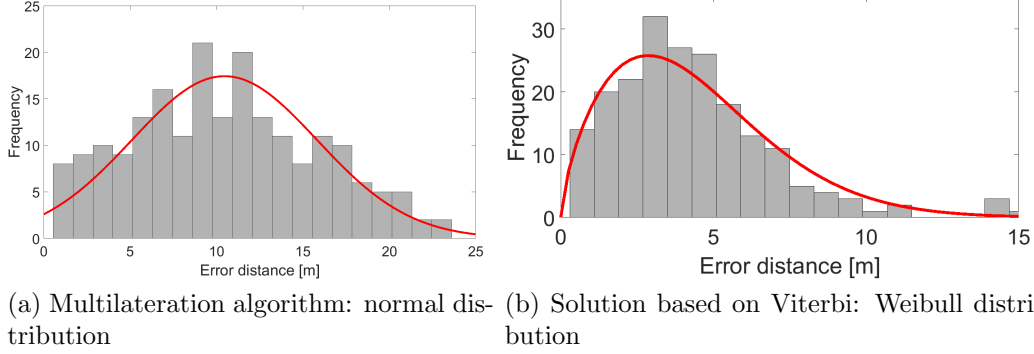 25
20
15
10
5
0
Frequency
0 5 10 15 20 25
Error distance [m]
30
20
10
0
Frequency
0 5 10 15
Error distance [m]
(a) Multilateration algorithm: normal dis-
tribution
(b) Solution based on Viterbi: Weibull distri
bution